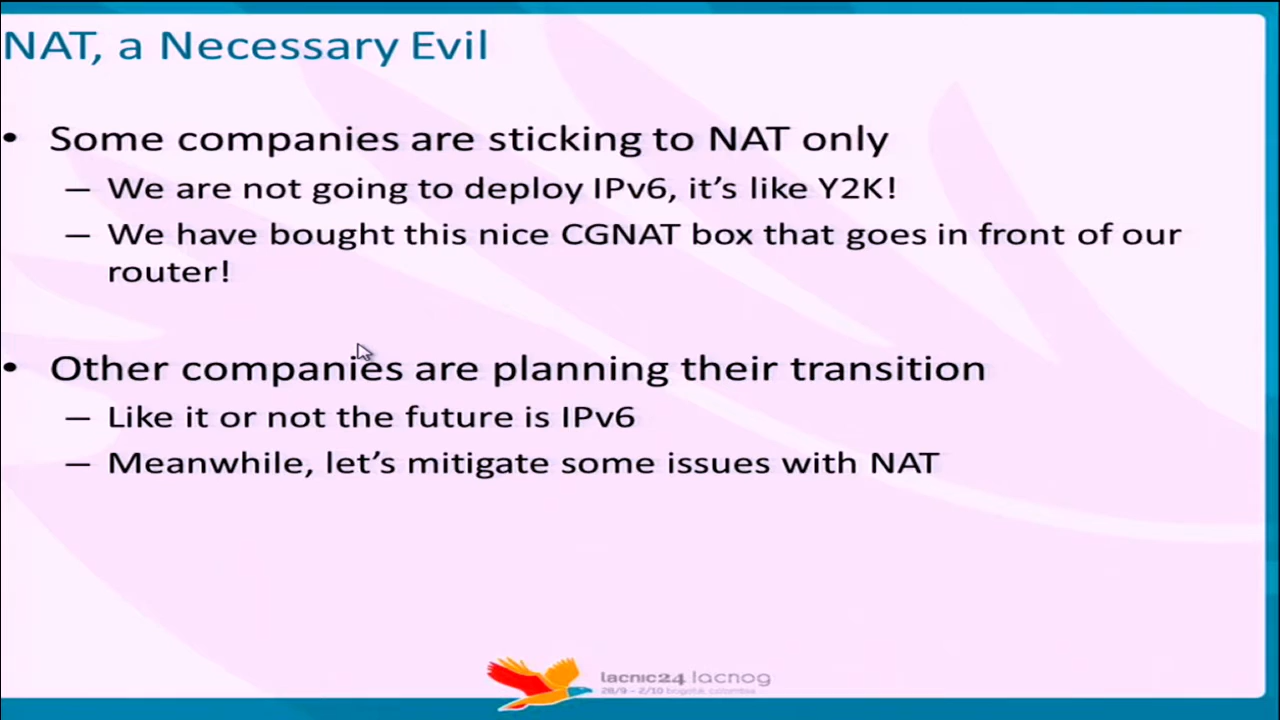 NAT, a Necessary Evil
• Some companies are sticking to NAT only
– We are not going to deploy IPv6, it's like Y2K!
– We have bought this nice CGNAT box that goes in front of our
router!
• Other companies are planning their transition
– Like it or not the future is IPv6
– Meanwhile, let's mitigate some issues with NAT
lacnic24 lacnog
28/9 – 2/10 bogotá, colombia